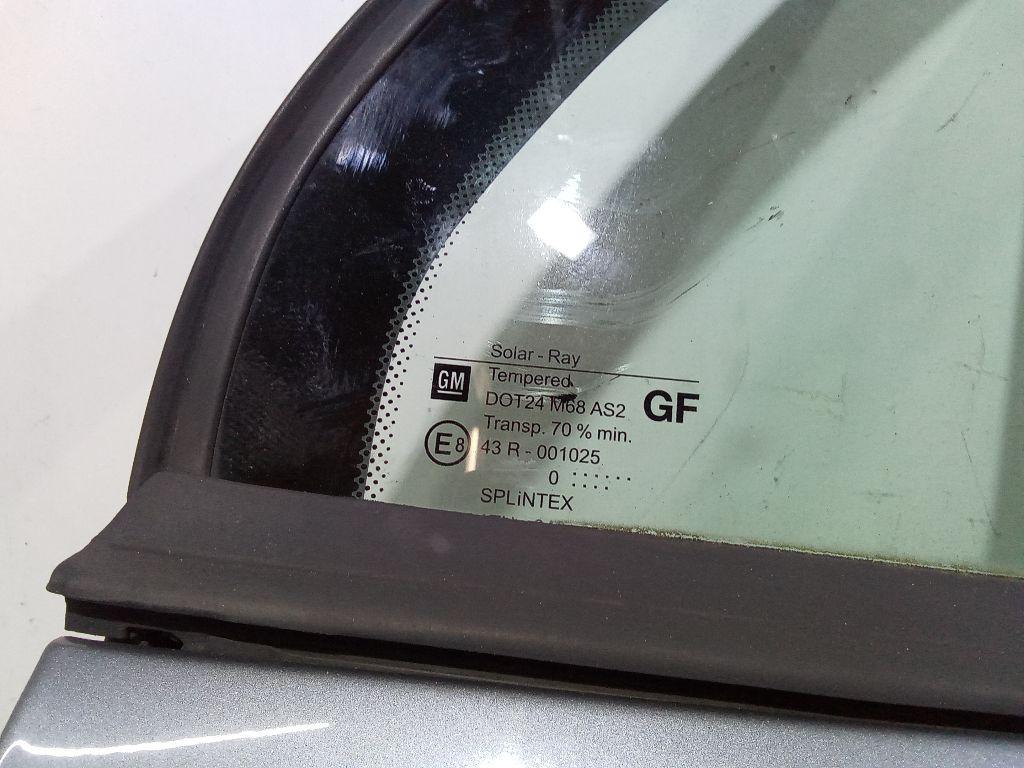 Solar - Ray
GM Tempered GF
DOT24 M68 AS2
Transp. 70 % min.
E8 43 R - 001025
0 ::::::
SPLiNTEX